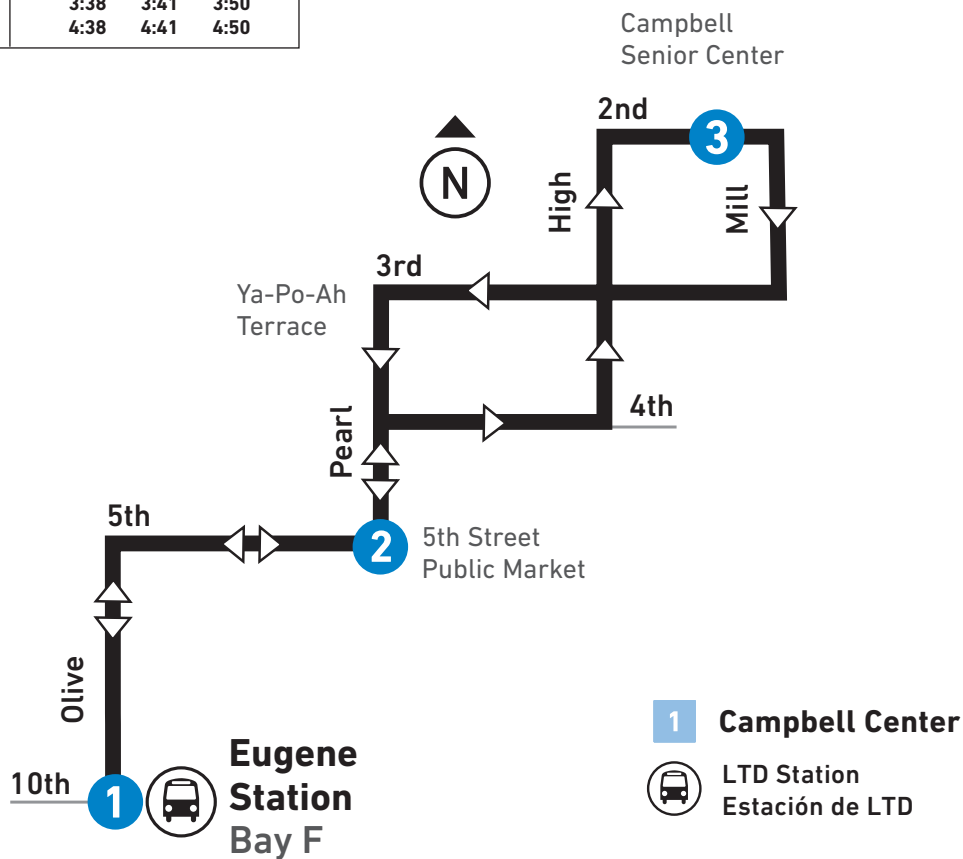 3:38 3:41 3:50
4:38 4:41 4:50
Campbell
Senior Center
2nd
3
N
High
Mill
3rd
Ya-Po-Ah
Terrace
4th
Pearl
5th
2
5th Street
Public Market
Olive
1 Campbell Center
Eugene
Station
Bay F
10th
1
LTD Station
Estación de LTD